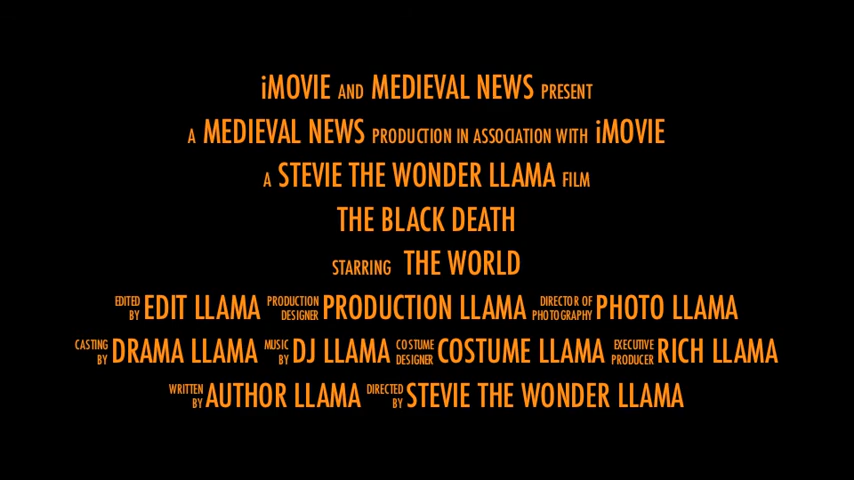 iMOVIE AND MEDIEVAL NEWS PRESENT
A MEDIEVAL NEWS PRODUCTION IN ASSOCIATION WITH iMOVIE
A STEVIE THE WONDER LLAMA FILM
THE BLACK DEATH
STARRING THE WORLD
EDITED BY EDIT LLAMA PRODUCTION DESIGNER PRODUCTION LLAMA DIRECTOR OF PHOTOGRAPHY PHOTO LLAMA
CASTING BY DRAMA LLAMA MUSIC BY DJ LLAMA COSTUME DESIGNER COSTUME LLAMA EXECUTIVE PRODUCER RICH LLAMA
WRITTEN BY AUTHOR LLAMA DIRECTED BY STEVIE THE WONDER LLAMA